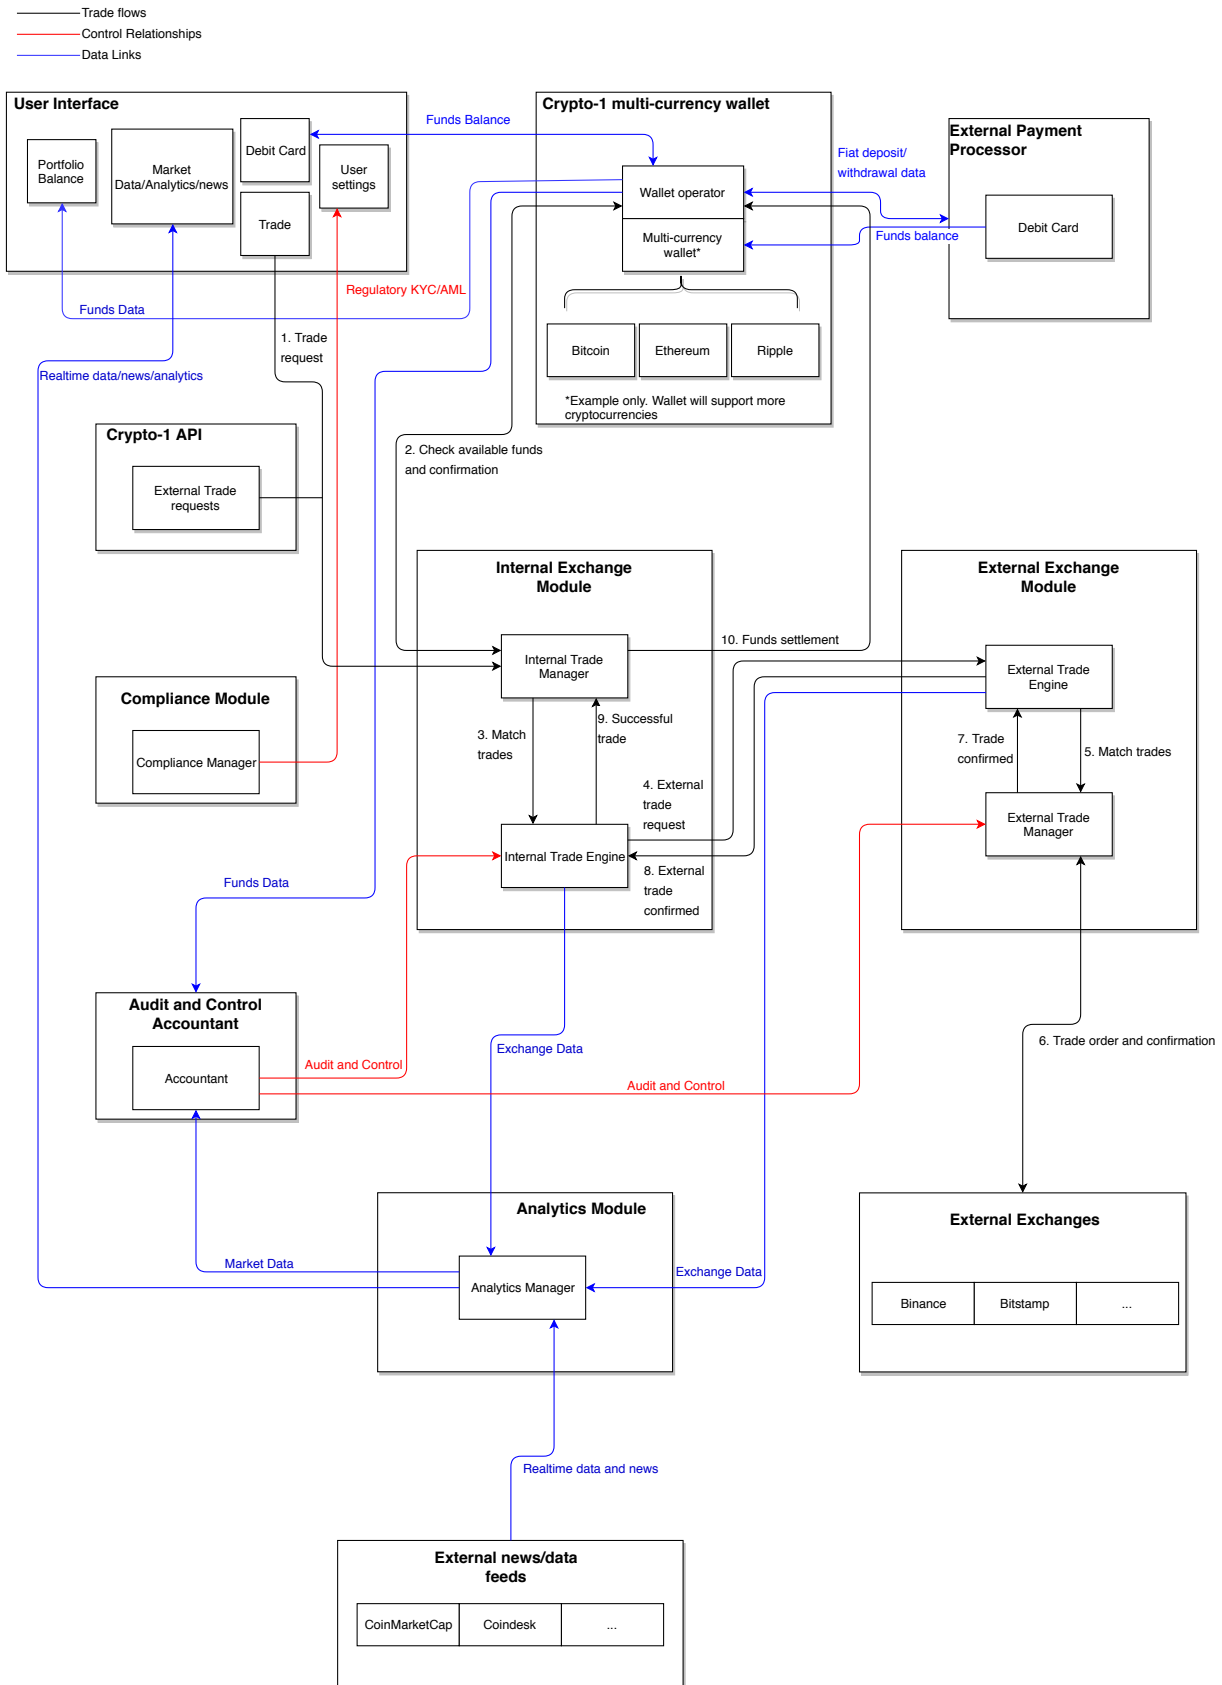 Trade flows
Control Relationships
Data Links
User Interface
Portfolio
Balance
Market
Data/Analytics/news
Debit Card
User
settings
Trade
Funds Balance
Crypto-1 multi-currency wallet
Wallet operator
Multi-currency
wallet*
Bitcoin
Ethereum
Ripple
*Example only. Wallet will support more
cryptocurrencies
Fiat deposit/
withdrawal data
Funds balance
External Payment
Processor
Debit Card
Funds Data
Regulatory KYC/AML
1. Trade
request
Realtime data/news/analytics
Crypto-1 API
External Trade
requests
2. Check available funds
and confirmation
Internal Exchange
Module
Internal Trade
Manager
10. Funds settlement
3. Match
trades
9. Successful
trade
4. External
trade
request
Internal Trade Engine
8. External
trade
confirmed
External Exchange
Module
External Trade
Engine
7. Trade
confirmed
5. Match trades
External Trade
Manager
Compliance Module
Compliance Manager
Funds Data
Audit and Control
Accountant
Accountant
Audit and Control
Audit and Control
Exchange Data
6. Trade order and confirmation
Analytics Module
Analytics Manager
Market Data
Exchange Data
External Exchanges
Binance
Bitstamp
...
Realtime data and news
External news/data
feeds
CoinMarketCap
Coindesk
...